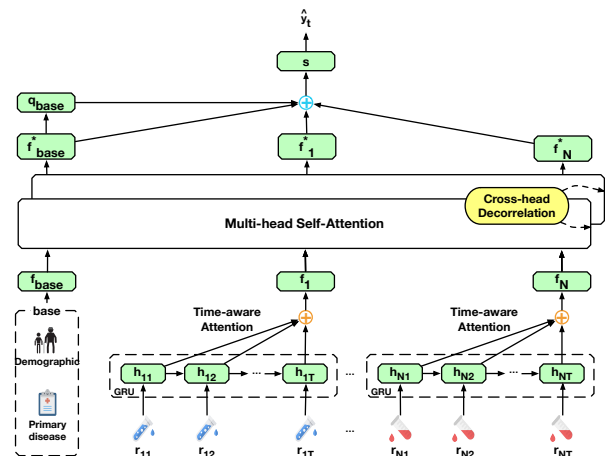 ŷt
s
qbase
f*base
f*1
f*N
Cross-head
Decorrelation
Multi-head Self-Attention
fbase
f1
fN
base
Time-aware
Attention
Time-aware
Attention
Demographic
h11
h12
...
h1T
...
hN1
hN2
...
hNT
GRU
GRU
Primary
disease
r11
r12
r1T
...
rN1
rN2
rNT